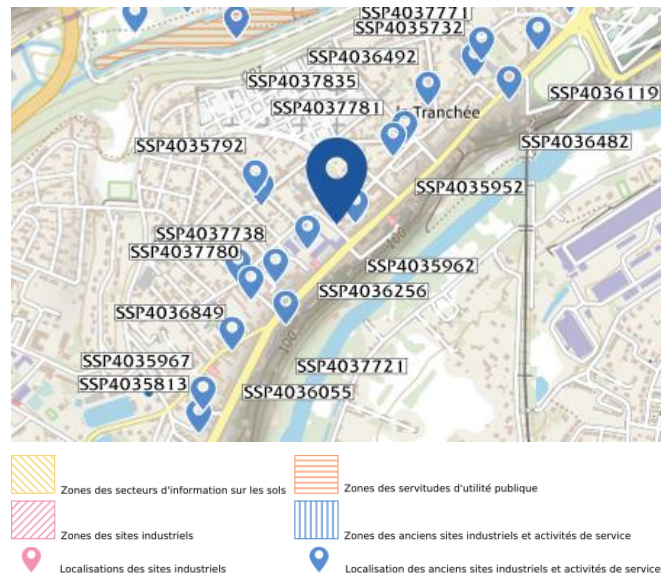 SSP4037771
SSP4035732
SSP4036492
SSP4037835
SSP4036119
SSP4037781
Tranchée
SSP4036482
SSP4035792
SSP4035952
SSP4037738
SSP4037780
100
SSP4035962
SSP4036256
SSP4036849
100
SSP4035967
SSP4037721
SSP4035813
SSP4036055
Zones des secteurs d'information sur les sols
Zones des servitudes d'utilité publique
Zones des sites industriels
Zones des anciens sites industriels et activités de service
Localisations des sites industriels
Localisation des anciens sites industriels et activités de service